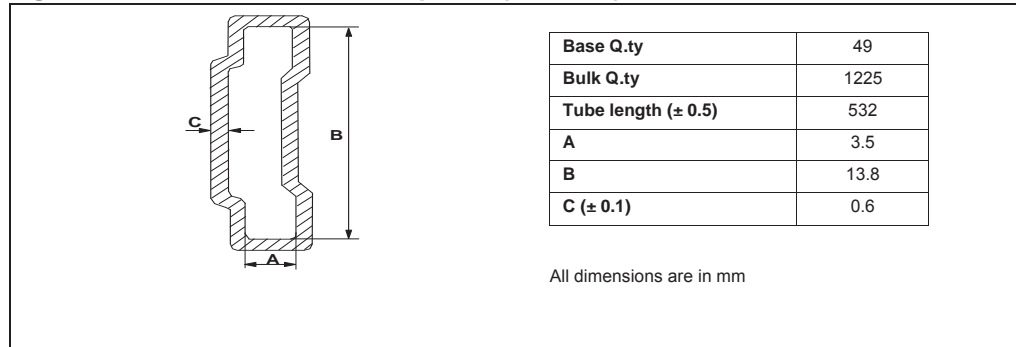 C
B
A
Base Q.ty 49
Bulk Q.ty 1225
Tube length (± 0.5) 532
A 3.5
B 13.8
C (± 0.1) 0.6
All dimensions are in mm